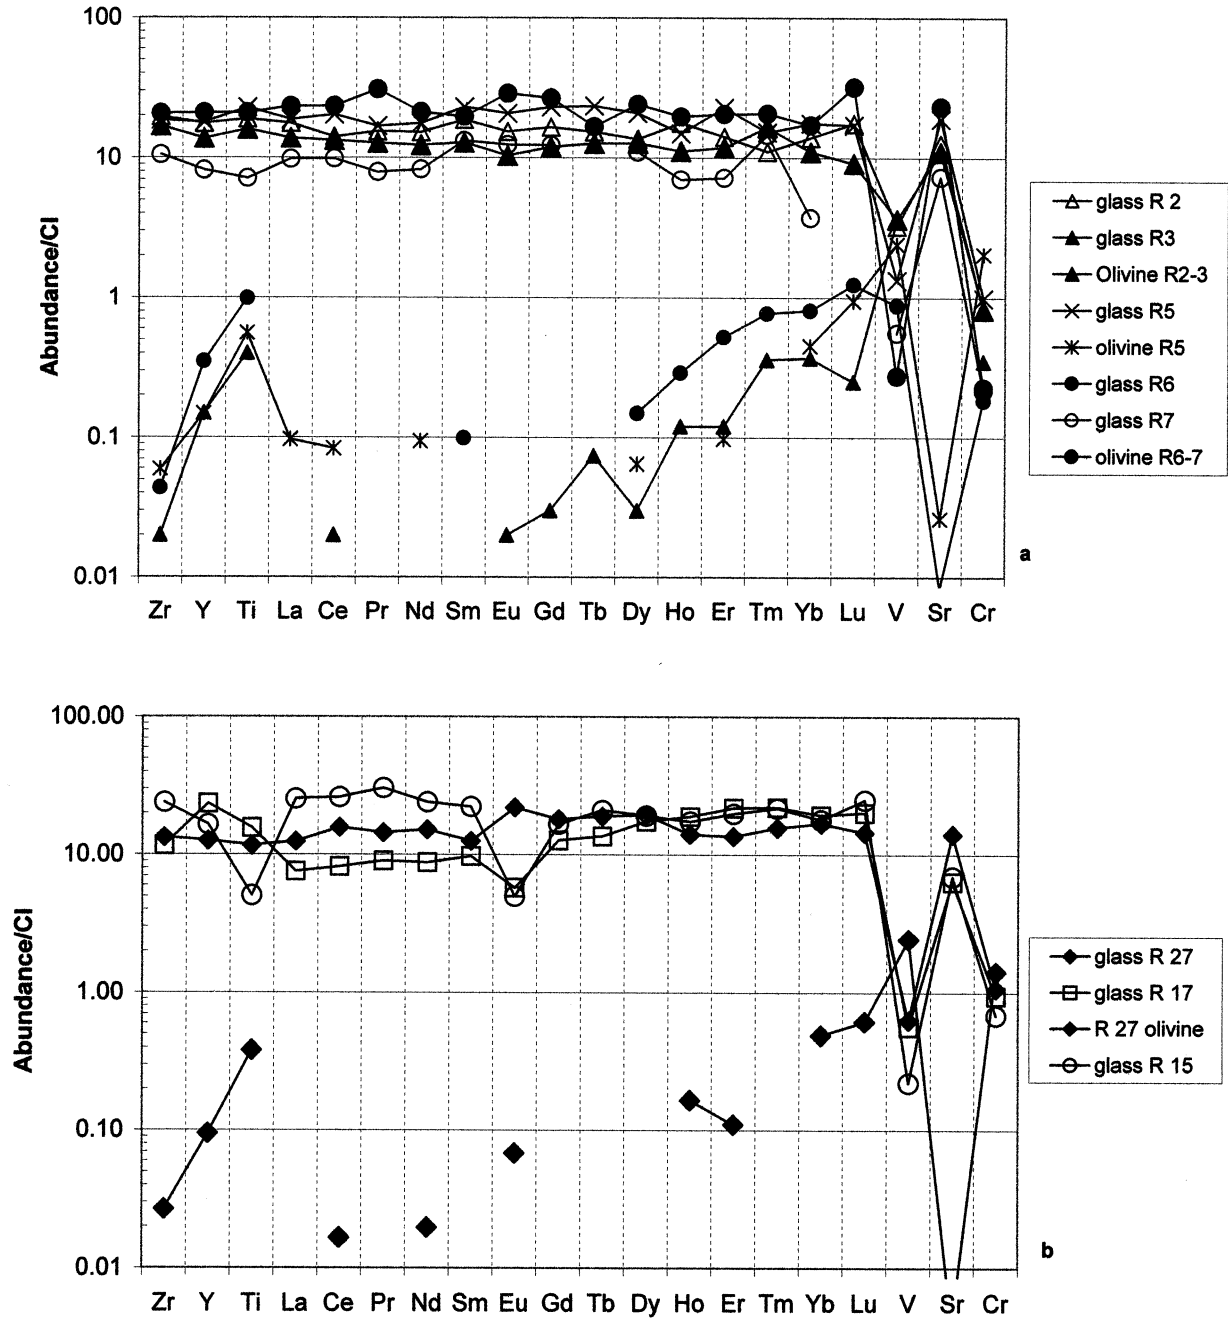 100
10
1
0.1
0.01
Abundance/CI
Zr Y Ti La Ce Pr Nd Sm Eu Gd Tb Dy Ho Er Tm Yb Lu V Sr Cr
glass R 2
glass R3
Olivine R2-3
glass R5
olivine R5
glass R6
glass R7
olivine R6-7
a
100.00
10.00
1.00
0.10
0.01
Abundance/CI
Zr Y Ti La Ce Pr Nd Sm Eu Gd Tb Dy Ho Er Tm Yb Lu V Sr Cr
glass R 27
glass R 17
R 27 olivine
glass R 15
b